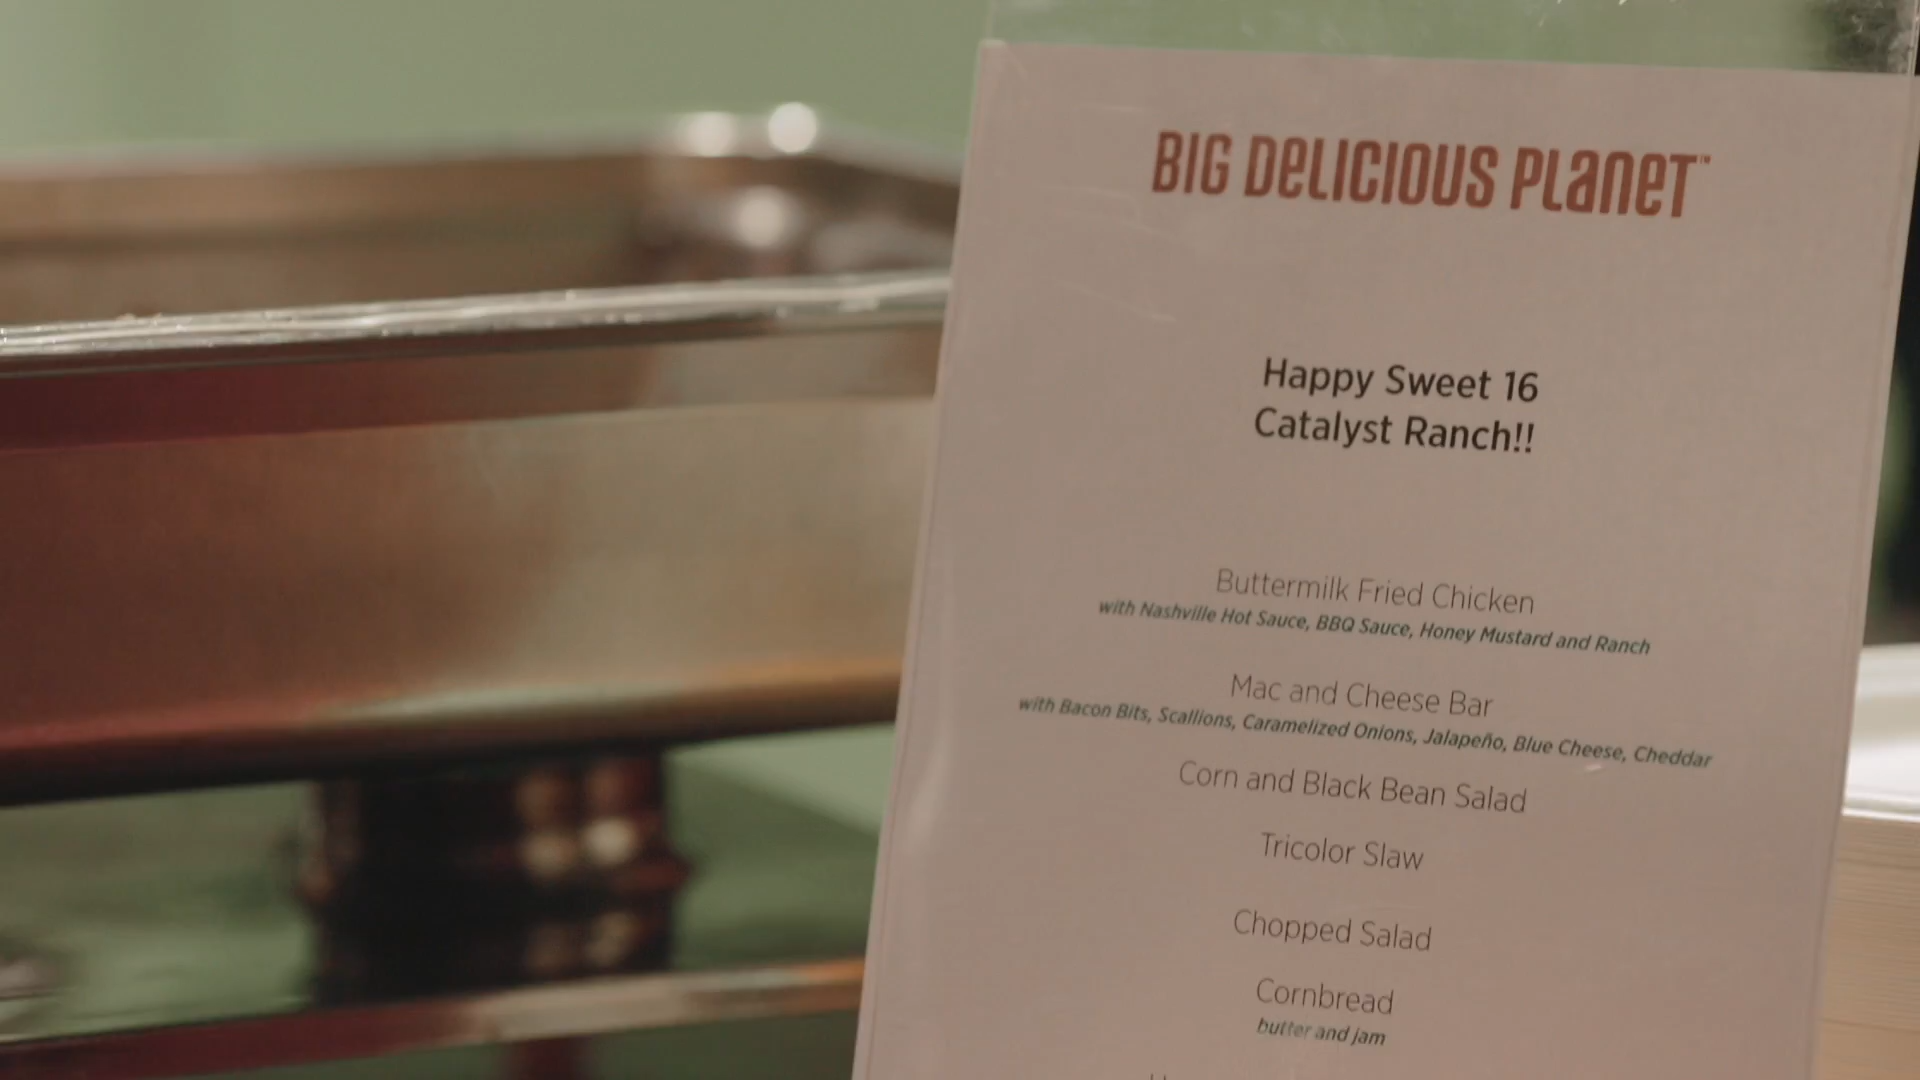 BIG DELICIOUS PLANET™
Happy Sweet 16
Catalyst Ranch!!
Buttermilk Fried Chicken
with Nashville Hot Sauce, BBQ Sauce, Honey Mustard and Ranch
Mac and Cheese Bar
with Bacon Bits, Scallions, Caramelized Onions, Jalapeño, Blue Cheese, Cheddar
Corn and Black Bean Salad
Tricolor Slaw
Chopped Salad
Cornbread
butter and jam